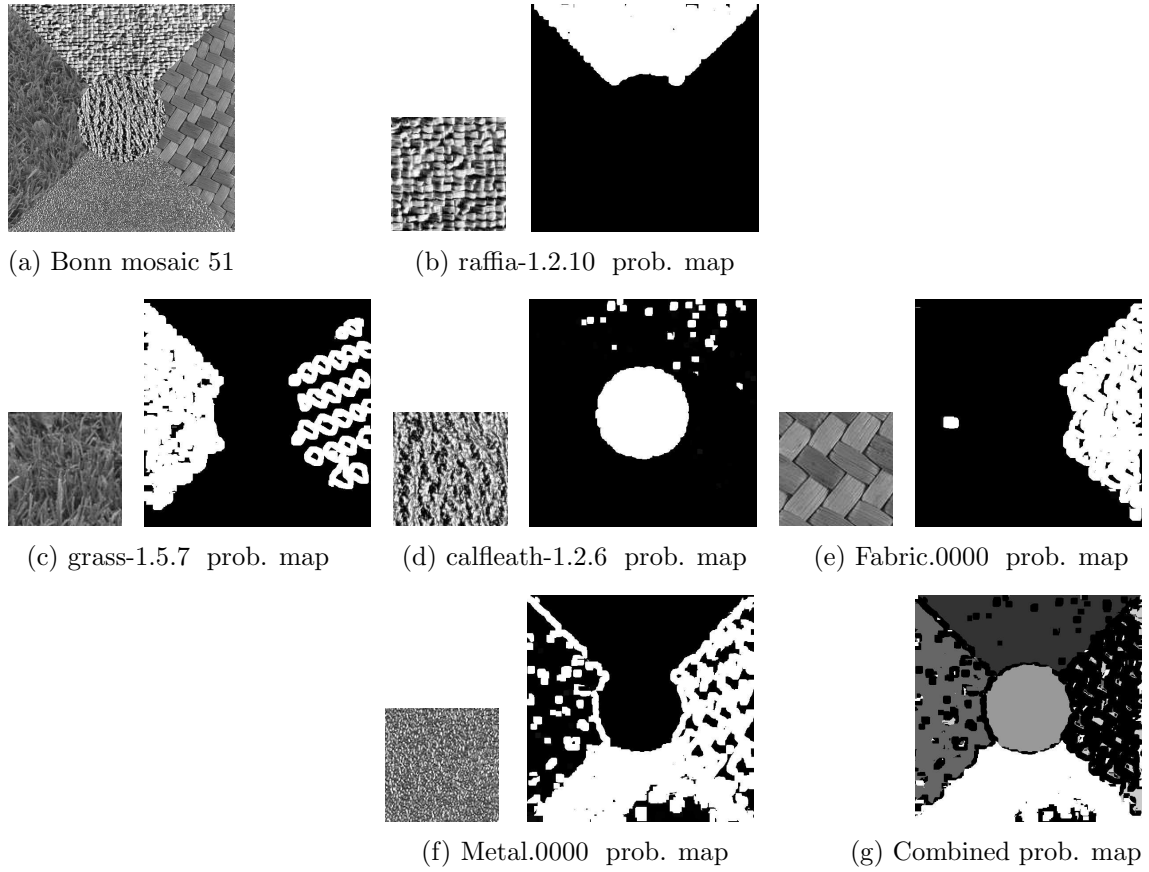 (a) Bonn mosaic 51
(b) raffia-1.2.10 prob. map
(c) grass-1.5.7 prob. map
(d) calfleath-1.2.6 prob. map
(e) Fabric.0000 prob. map
(f) Metal.0000 prob. map
(g) Combined prob. map